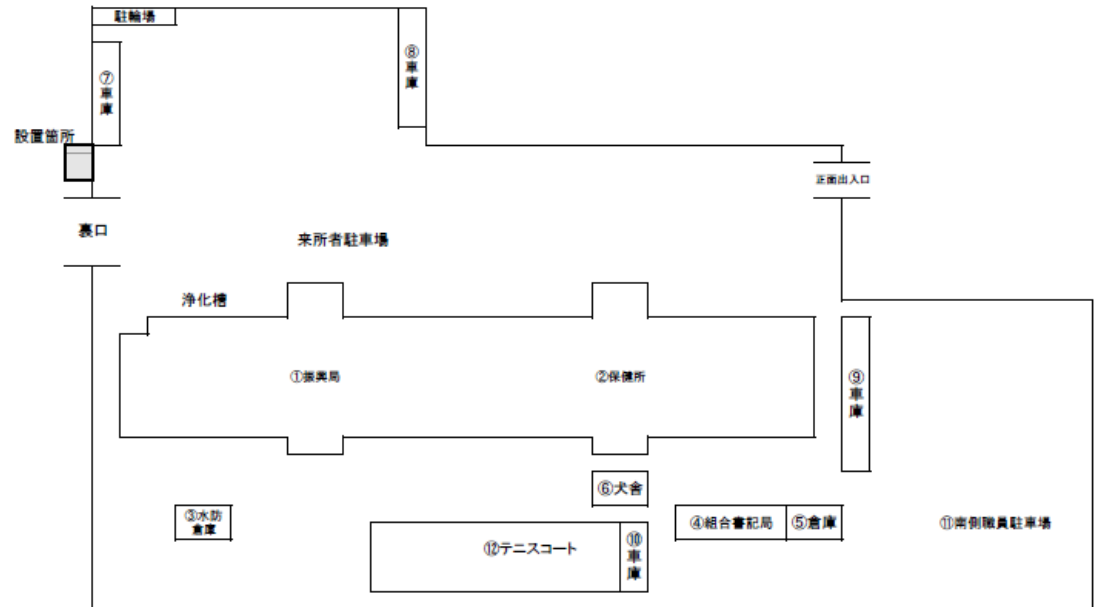 駐輪場
⑦車庫
⑧車庫
設置箇所
正面出入口
裏口
来所者駐車場
浄化槽
①振興局
②保健所
⑨車庫
⑥犬舎
③水防
倉庫
④組合書記局
⑤倉庫
⑪南側職員駐車場
⑫テニスコート
⑩車庫